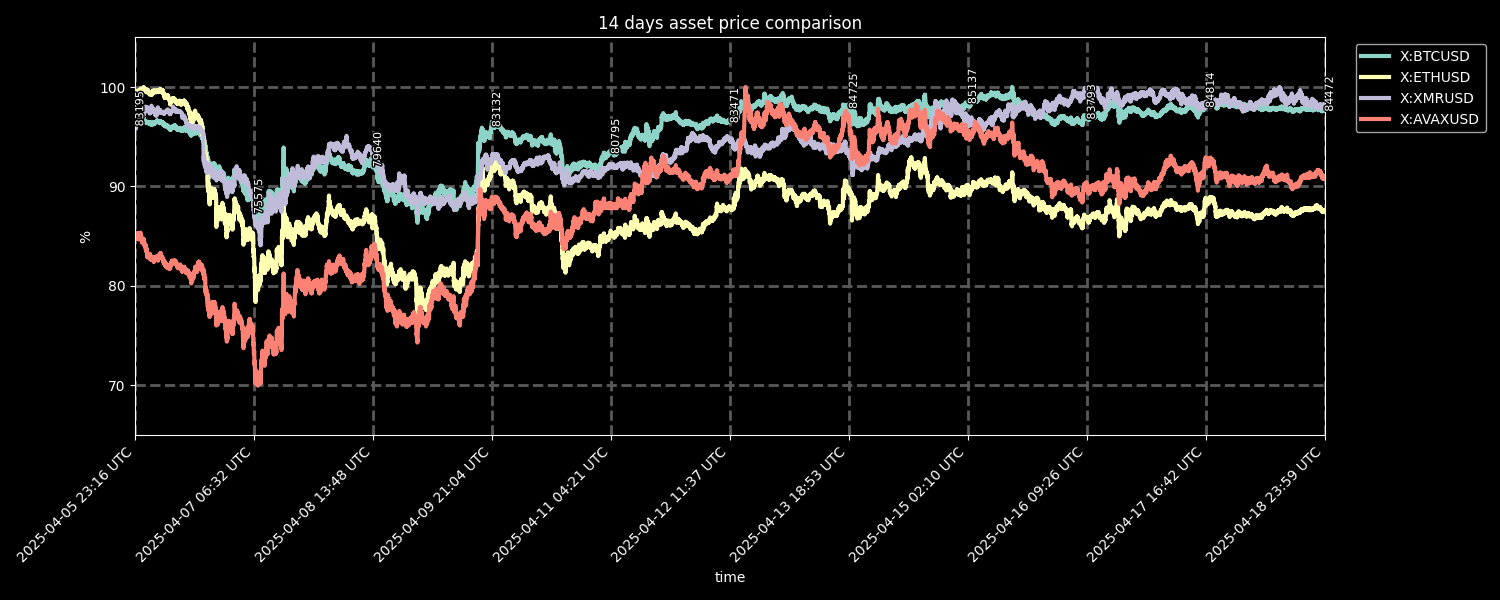 14 days asset price comparison
X:BTCUSD
X:ETHUSD
X:XMRUSD
X:AVAXUSD
100
90
80
70
%
83195
75575
79640
83132
80795
83471
84725
85137
83793
84814
84472
2025-04-05 23:16 UTC
2025-04-07 06:32 UTC
2025-04-08 13:48 UTC
2025-04-09 21:04 UTC
2025-04-11 04:21 UTC
2025-04-12 11:37 UTC
2025-04-13 18:53 UTC
2025-04-15 02:10 UTC
2025-04-16 09:26 UTC
2025-04-17 16:42 UTC
2025-04-18 23:59 UTC
time